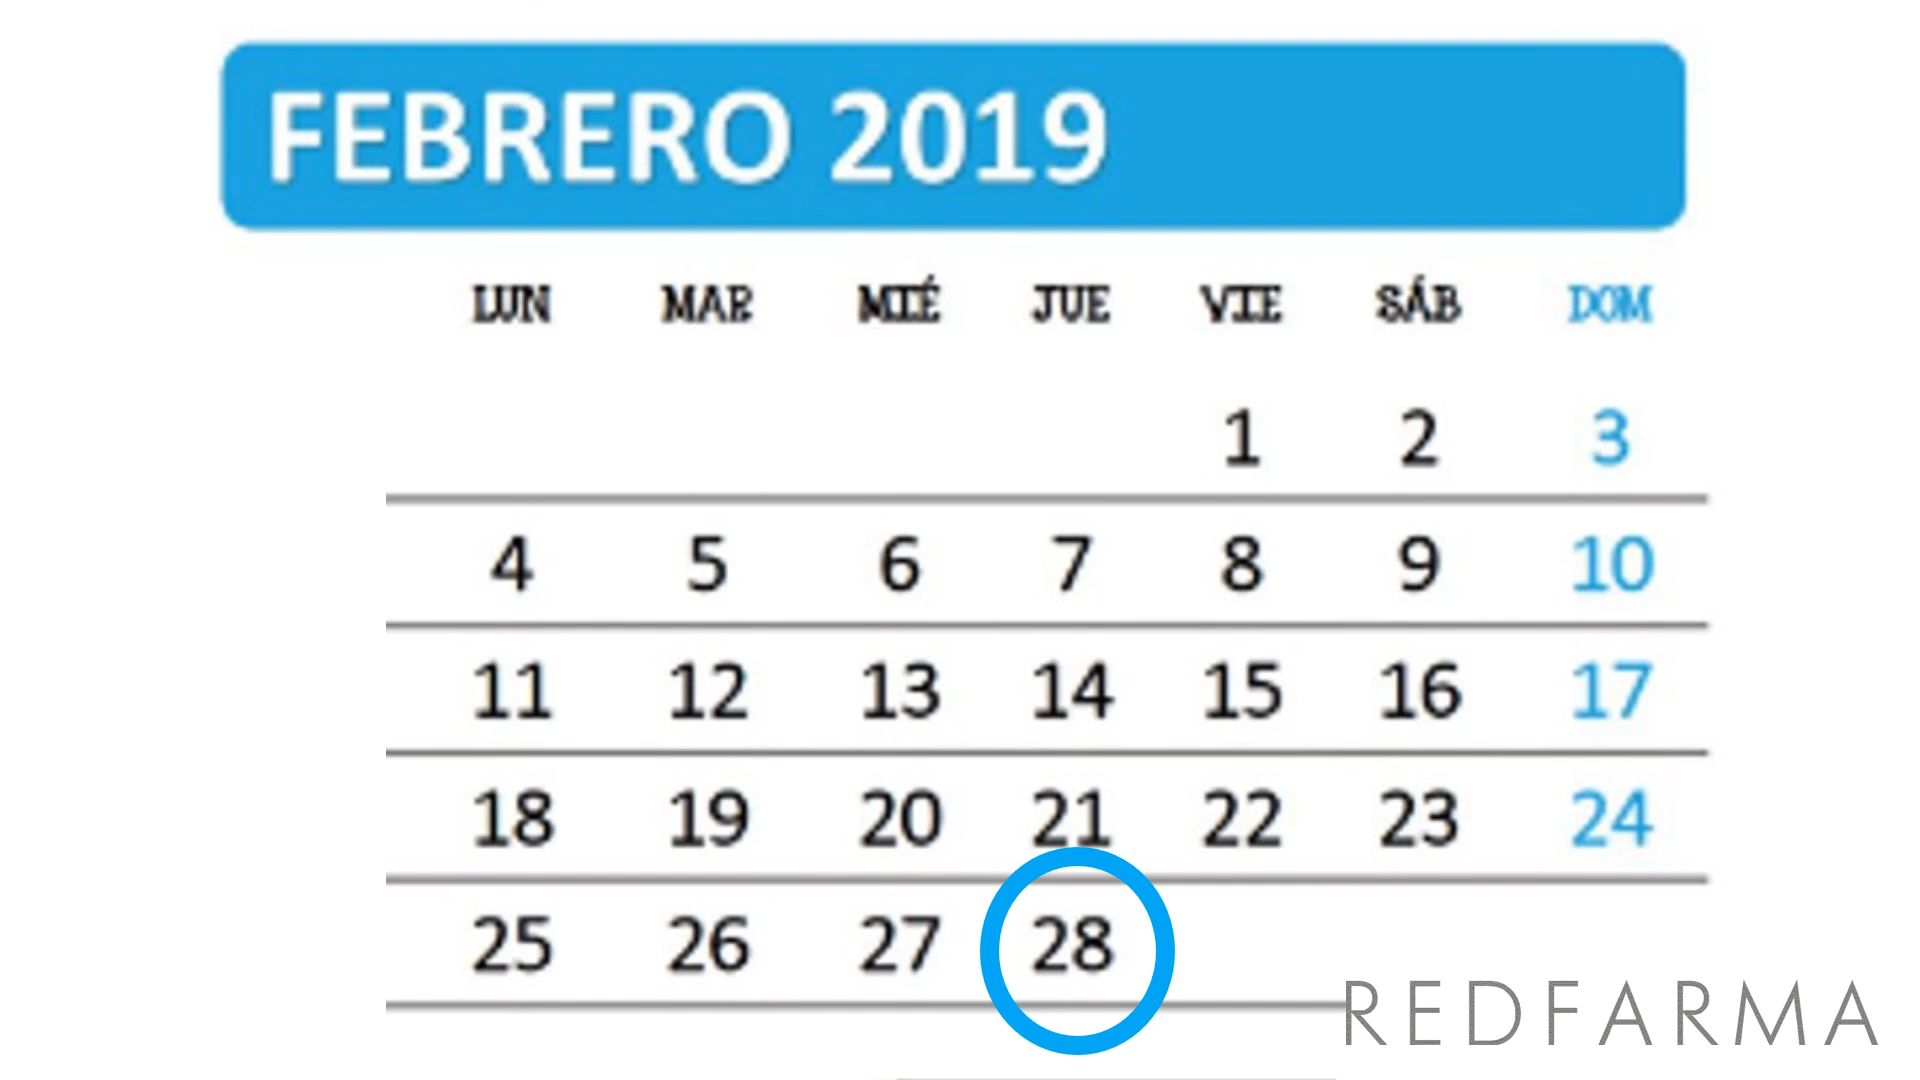 FEBRERO 2019
LUN MAR MIÉ JUE VIE SÁB DOM
1 2 3
4 5 6 7 8 9 10
11 12 13 14 15 16 17
18 19 20 21 22 23 24
25 26 27 28
REDFARMA